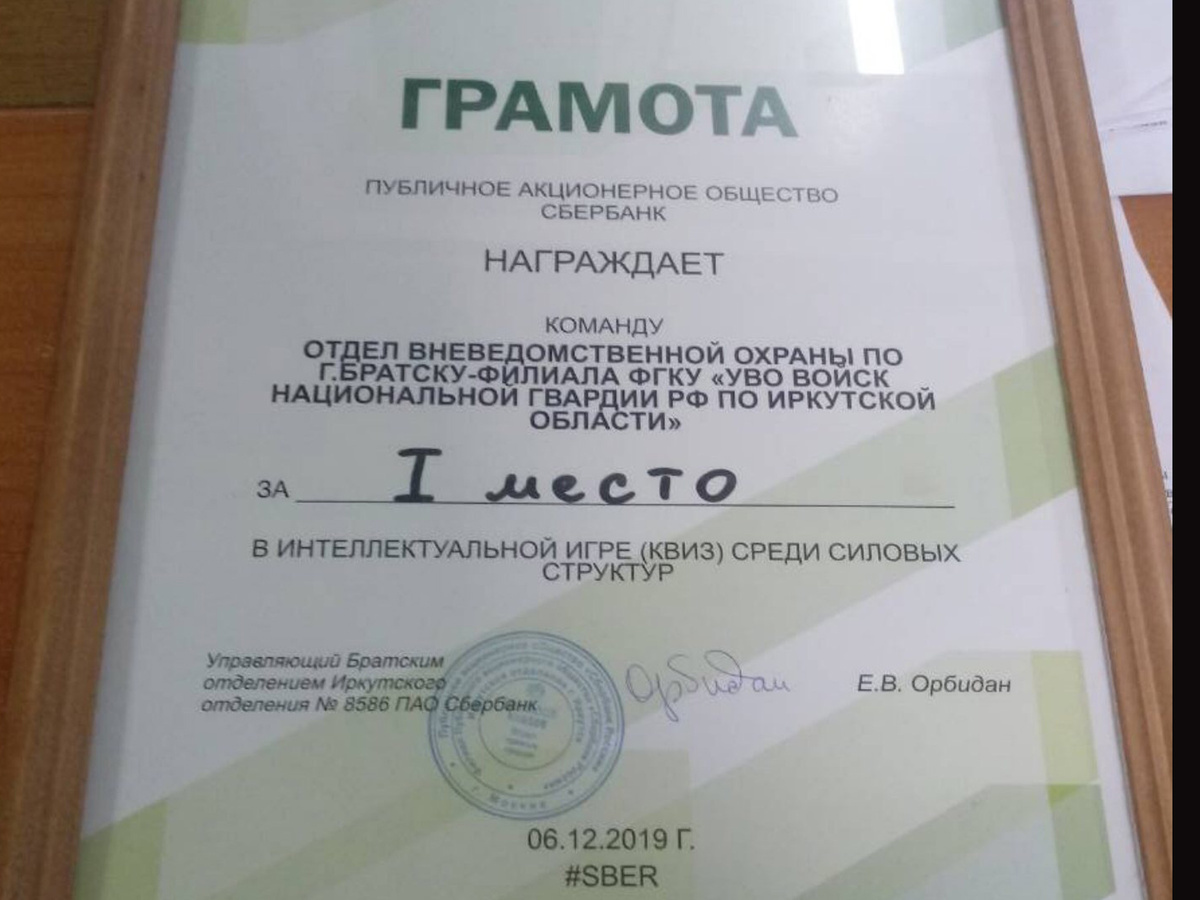 ГРАМОТА
ПУБЛИЧНОЕ АКЦИОНЕРНОЕ ОБЩЕСТВО
СБЕРБАНК
НАГРАЖДАЕТ
КОМАНДУ
ОТДЕЛ ВНЕВЕДОМСТВЕННОЙ ОХРАНЫ ПО
Г.БРАТСКУ-ФИЛИАЛА ФГКУ «УВО ВОЙСК
НАЦИОНАЛЬНОЙ ГВАРДИИ РФ ПО ИРКУТСКОЙ
ОБЛАСТИ»
ЗА I место
В ИНТЕЛЛЕКТУАЛЬНОЙ ИГРЕ (КВИЗ) СРЕДИ СИЛОВЫХ
СТРУКТУР
Управляющий Братским
отделением Иркутского
отделения № 8586 ПАО Сбербанк
Орбидан
Е.В. Орбидан
г. Москва
06.12.2019 Г.
#SBER